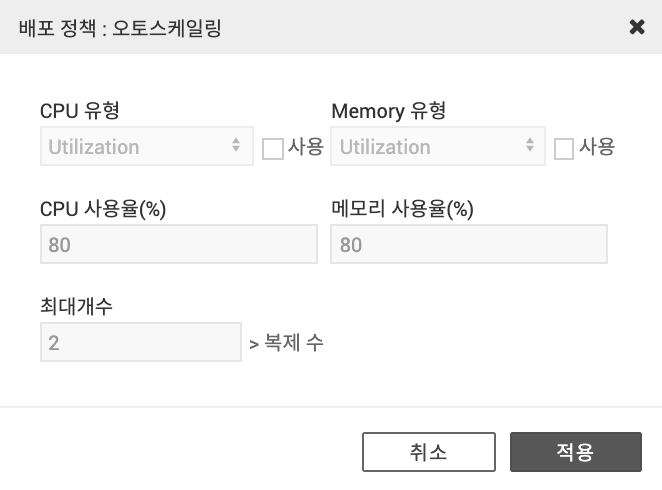 배포 정책 : 오토스케일링
CPU 유형
Memory 유형
Utilization
사용
Utilization
사용
CPU 사용율(%)
메모리 사용율(%)
80
80
최대개수
2
> 복제 수
취소
적용